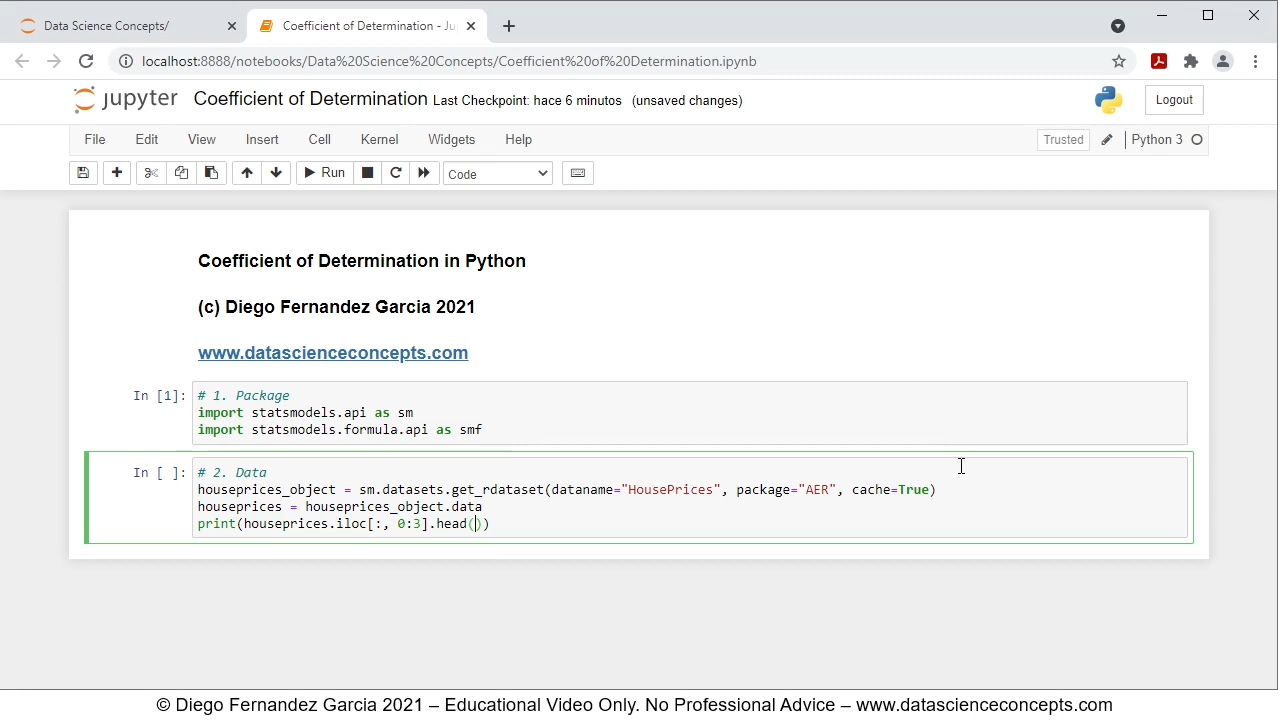 Data Science Concepts/
Coefficient of Determination - Ju
localhost:8888/notebooks/Data%20Science%20Concepts/Coefficient%20of%20Determination.ipynb
jupyter Coefficient of Determination Last Checkpoint: hace 6 minutos (unsaved changes)
Logout
File Edit View Insert Cell Kernel Widgets Help
Trusted
Python 3
Run
Code
Coefficient of Determination in Python
(c) Diego Fernandez Garcia 2021
www.datascienceconcepts.com
In [1]: # 1. Package
import statsmodels.api as sm
import statsmodels.formula.api as smf
In [ ]: # 2. Data
houseprices_object = sm.datasets.get_rdataset(dataname="HousePrices", package="AER", cache=True)
houseprices = houseprices_object.data
print(houseprices.iloc[:, 0:3].head())
© Diego Fernandez Garcia 2021 – Educational Video Only. No Professional Advice – www.datascienceconcepts.com